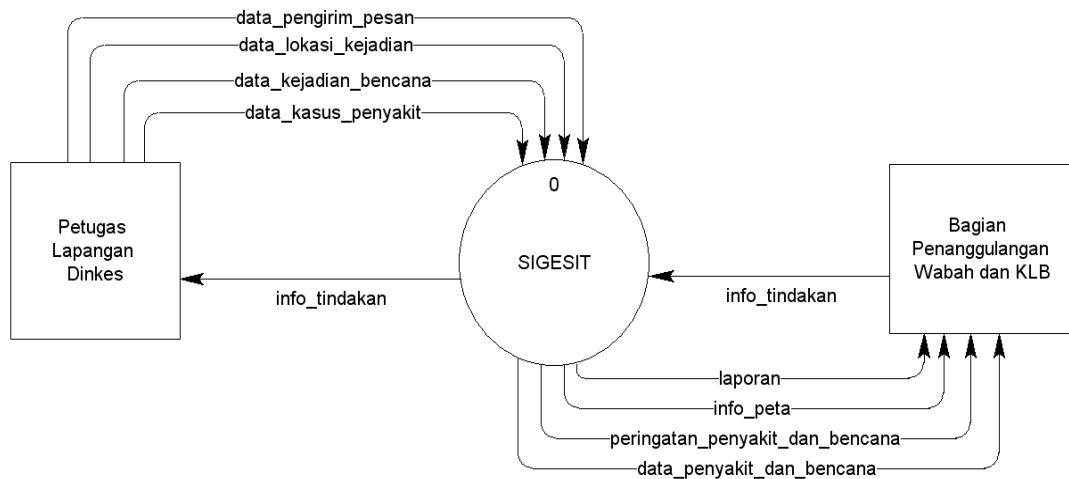 data_pengirim_pesan
data_lokasi_kejadian
data_kejadian_bencana
data_kasus_penyakit
Petugas
Lapangan
Dinkes
0
SIGESIT
Bagian
Penanggulangan
Wabah dan KLB
info_tindakan
info_tindakan
laporan
info_peta
peringatan_penyakit_dan_bencana
data_penyakit_dan_bencana